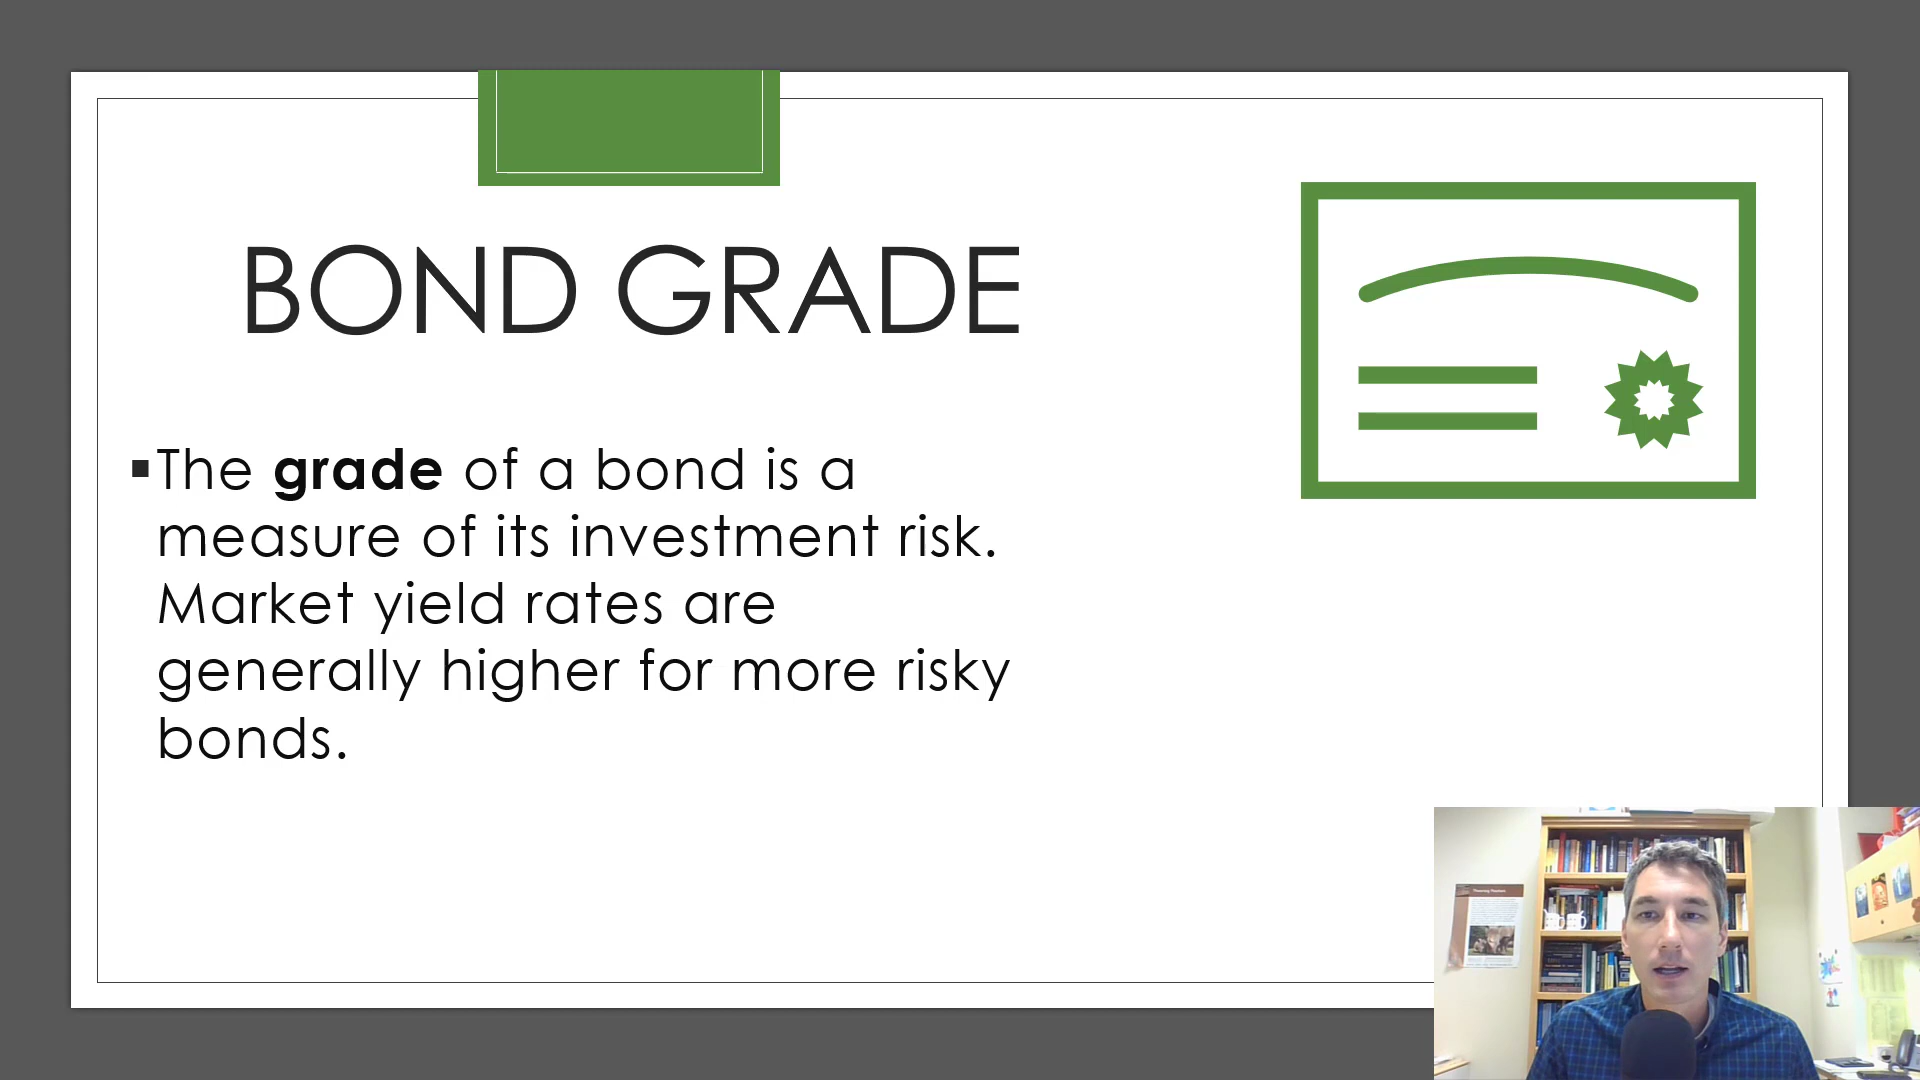 BOND GRADE
▪The grade of a bond is a
measure of its investment risk.
Market yield rates are
generally higher for more risky
bonds.